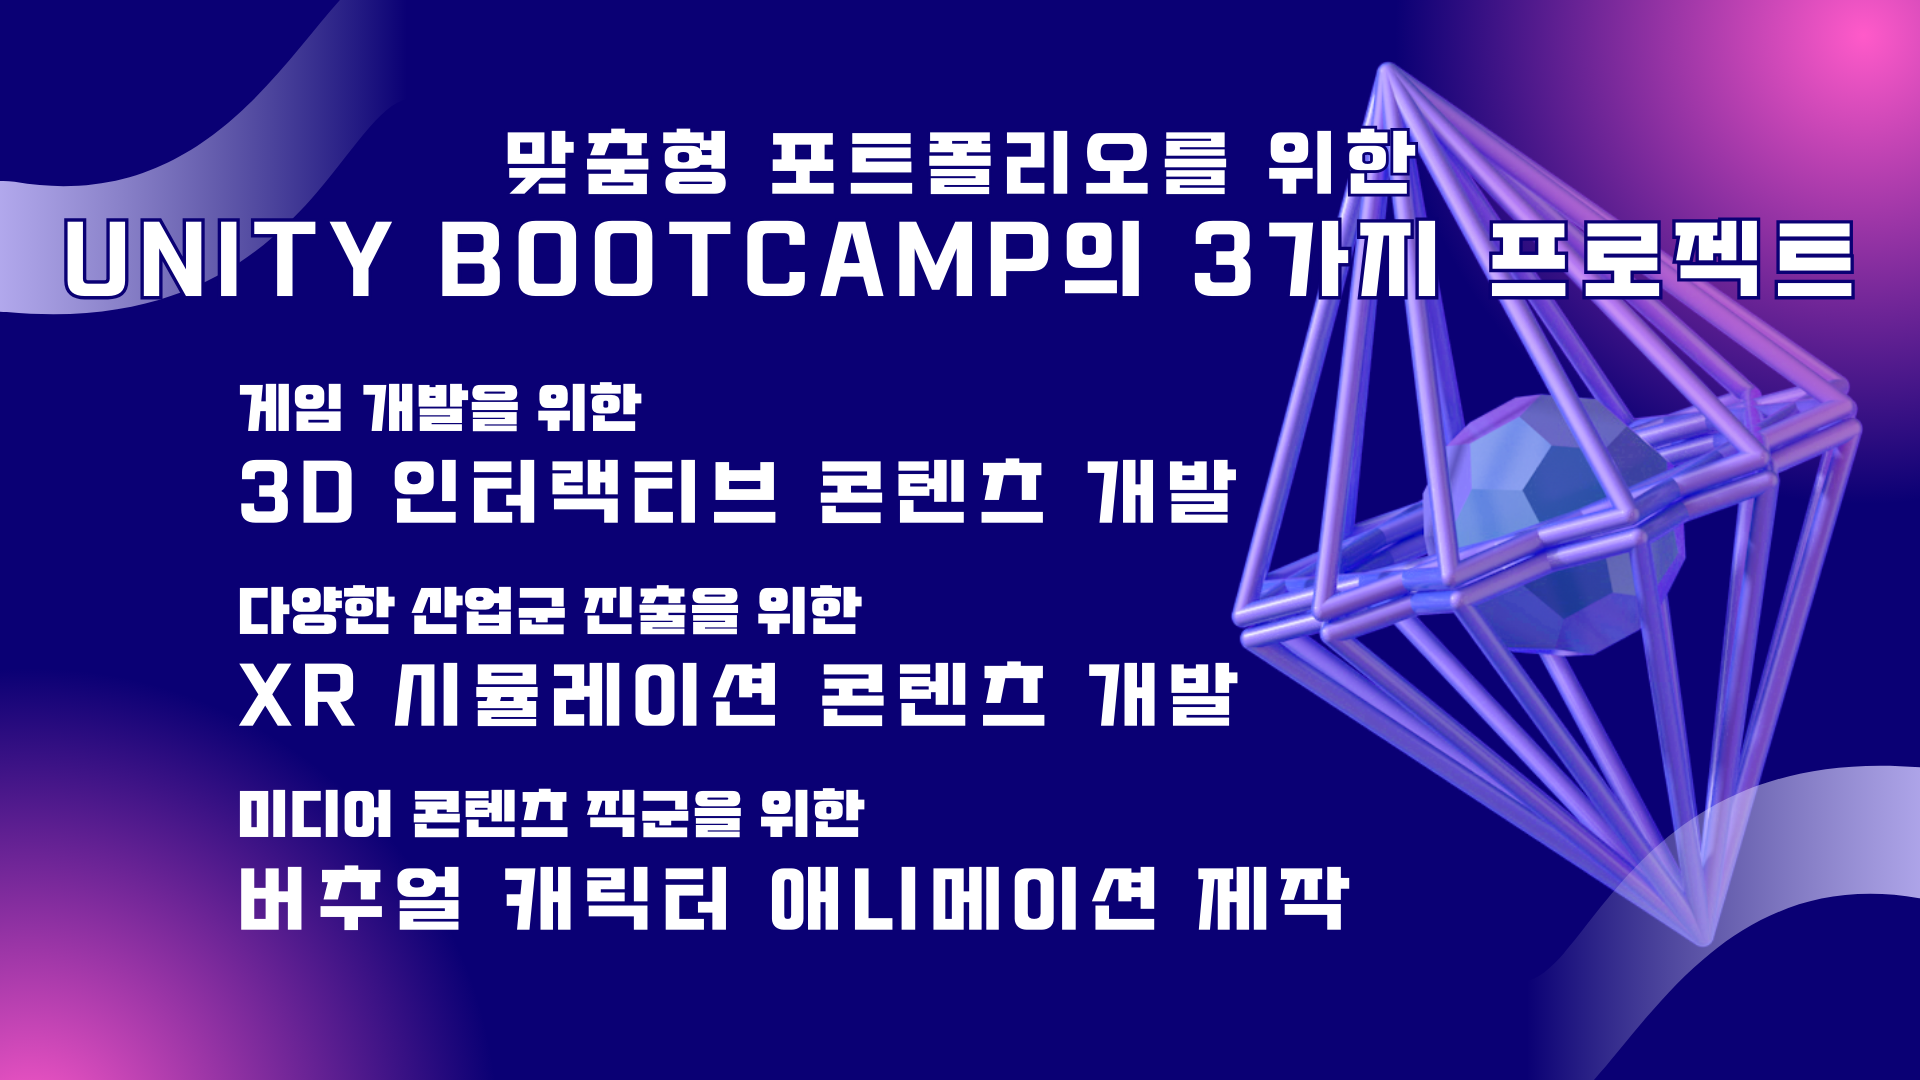 맞춤형 포트폴리오를 위한
UNITY BOOTCAMP의 3가지 프로젝트
게임 개발을 위한
3D 인터랙티브 콘텐츠 개발
다양한 산업군 진출을 위한
XR 시뮬레이션 콘텐츠 개발
미디어 콘텐츠 직군을 위한
버추얼 캐릭터 애니메이션 제작